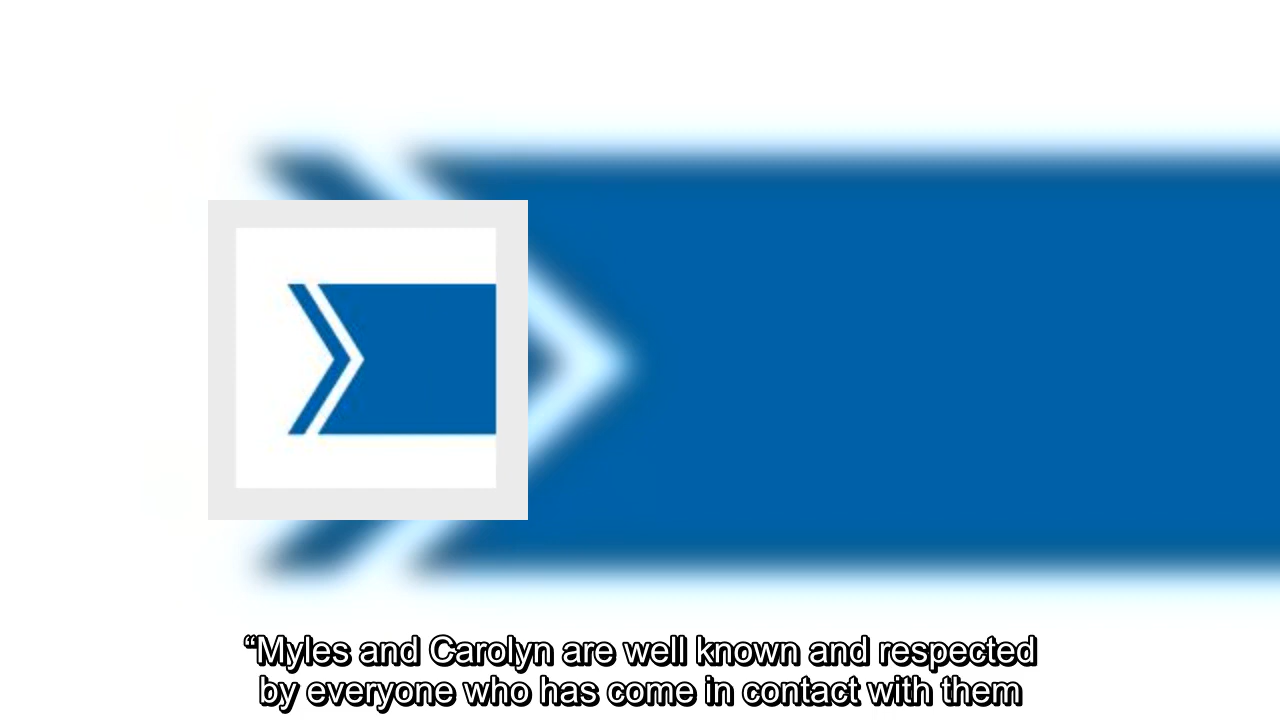 “Myles and Carolyn are well known and respected
by everyone who has come in contact with them